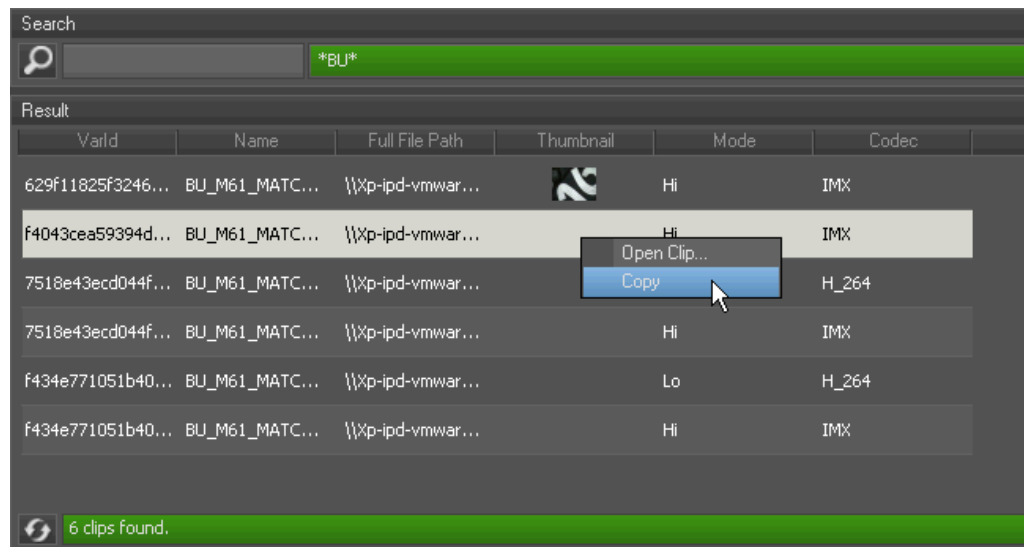 Search
*BU*
Result
VarId Name Full File Path Thumbnail Mode Codec
629f11825f3246... BU_M61_MATC... \\Xp-ipd-vmwar... Hi IMX
f4043cea59394d... BU_M61_MATC... \\Xp-ipd-vmwar... Hi IMX
Open Clip...
7518e43ecd044f... BU_M61_MATC... \\Xp-ipd-vmwar... Copy H_264
7518e43ecd044f... BU_M61_MATC... \\Xp-ipd-vmwar... Hi IMX
f434e771051b40... BU_M61_MATC... \\Xp-ipd-vmwar... Lo H_264
f434e771051b40... BU_M61_MATC... \\Xp-ipd-vmwar... Hi IMX
6 clips found.